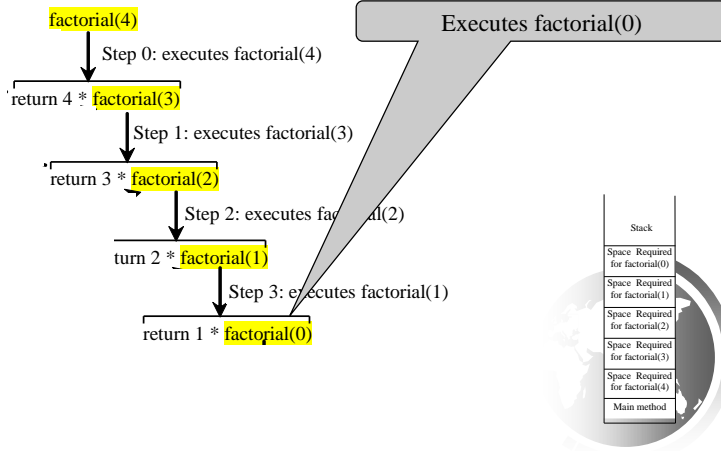 factorial(4)
Executes factorial(0)
Step 0: executes factorial(4)
return 4 * factorial(3)
Step 1: executes factorial(3)
return 3 * factorial(2)
Step 2: executes fac (2)
turn 2 * factorial(1)
Step 3: executes factorial(1)
return 1 * factorial(0)
Stack
Space Required
for factorial(0)
Space Required
for factorial(1)
Space Required
for factorial(2)
Space Required
for factorial(3)
Space Required
for factorial(4)
Main method